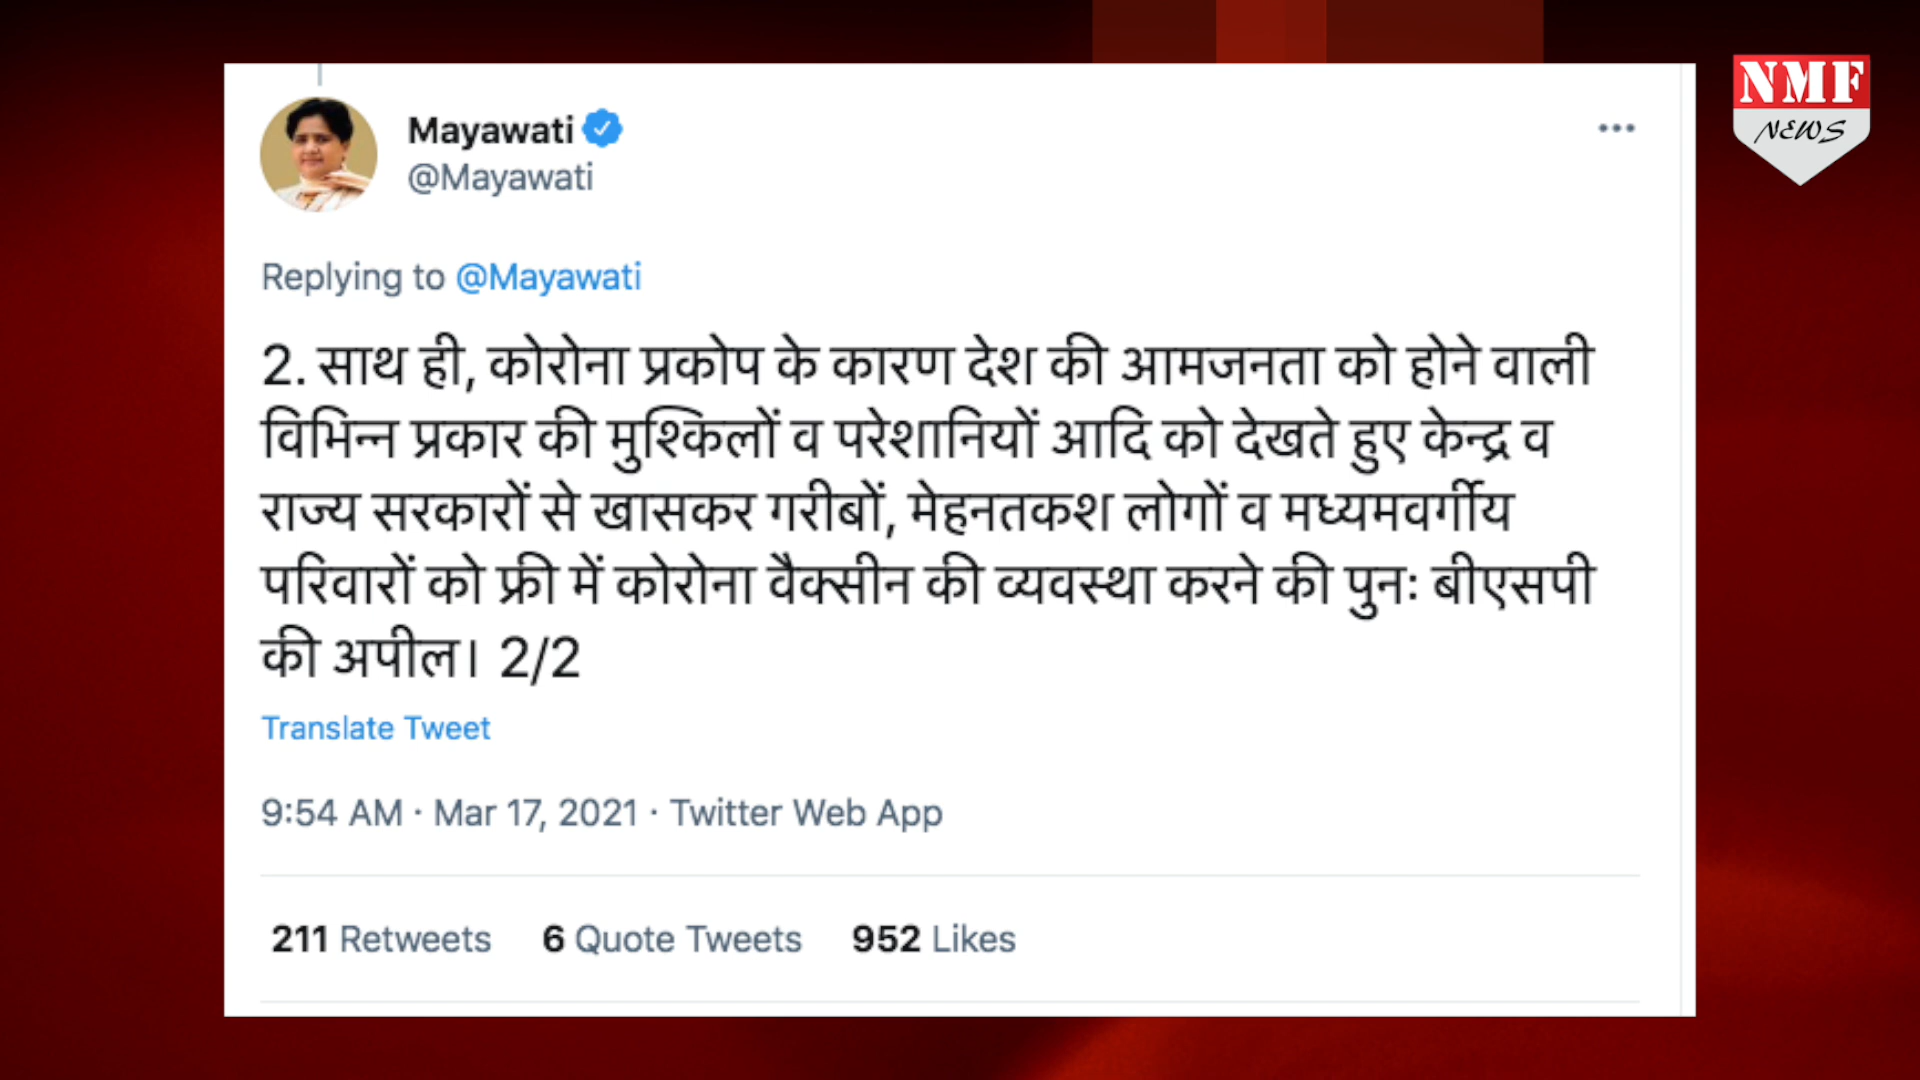 NMF
NEWS
Mayawati
@Mayawati
Replying to @Mayawati
2. साथ ही, कोरोना प्रकोप के कारण देश की आमजनता को होने वाली
विभिन्न प्रकार की मुश्किलों व परेशानियों आदि को देखते हुए केन्द्र व
राज्य सरकारों से खासकर गरीबों, मेहनतकश लोगों व मध्यमवर्गीय
परिवारों को फ्री में कोरोना वैक्सीन की व्यवस्था करने की पुनः बीएसपी
की अपील। 2/2
Translate Tweet
9:54 AM · Mar 17, 2021 · Twitter Web App
211 Retweets 6 Quote Tweets 952 Likes